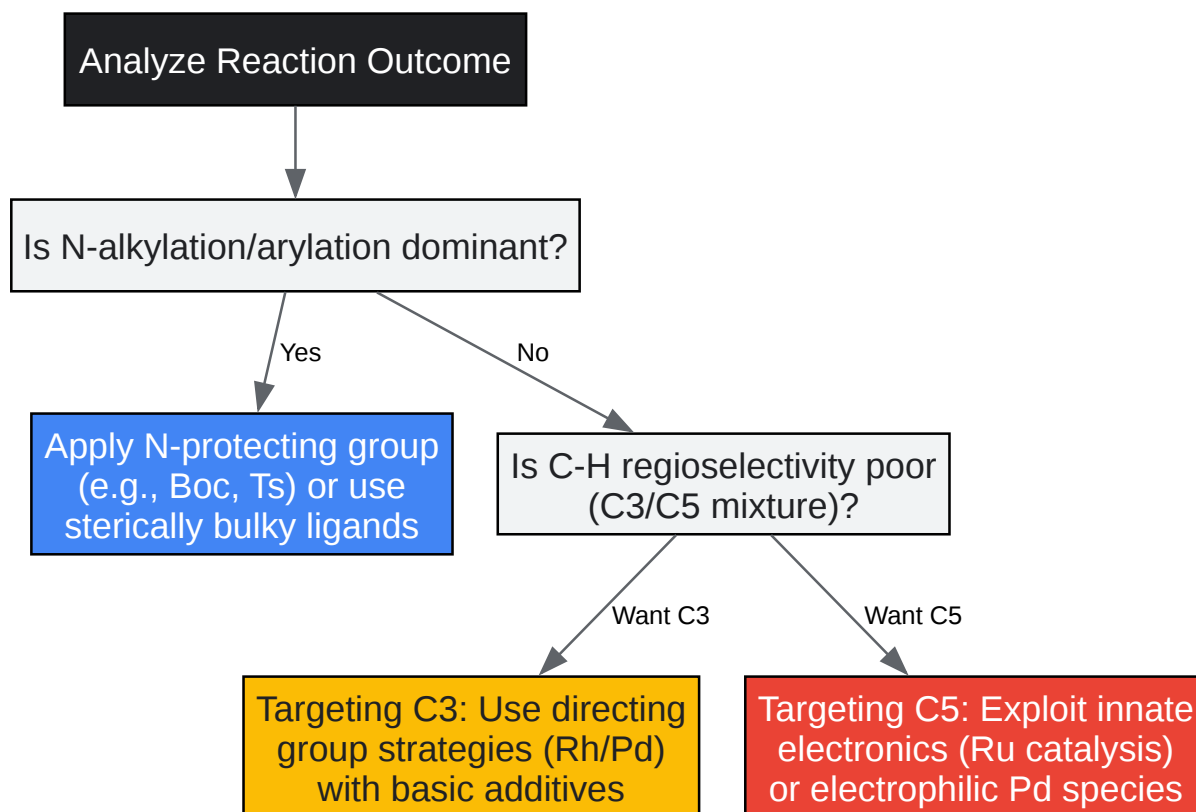 Analyze Reaction Outcome
Is N-alkylation/arylation dominant?
Yes
No
Apply N-protecting group
(e.g., Boc, Ts) or use
sterically bulky ligands
Is C-H regioselectivity poor
(C3/C5 mixture)?
Want C3
Want C5
Targeting C3: Use directing
group strategies (Rh/Pd)
with basic additives
Targeting C5: Exploit innate
electronics (Ru catalysis)
or electrophilic Pd species